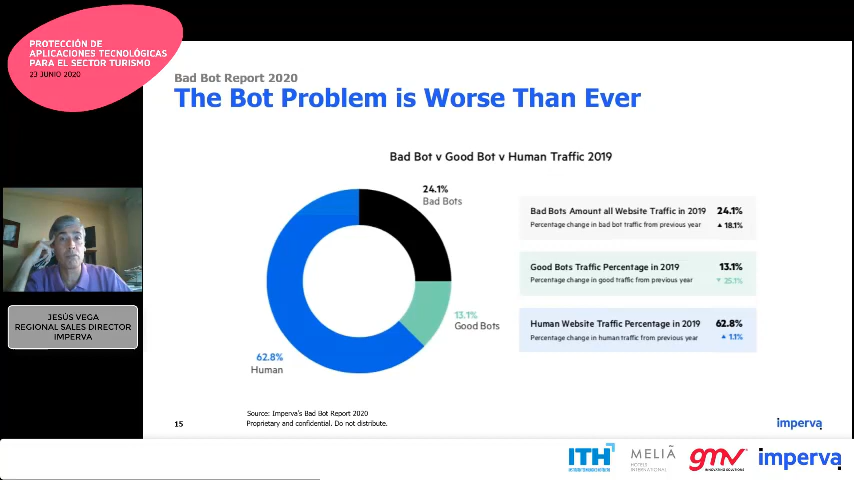 PROTECCIÓN DE
APLICACIONES TECNOLÓGICAS
PARA EL SECTOR TURISMO
23 JUNIO 2020
Bad Bot Report 2020
The Bot Problem is Worse Than Ever
Bad Bot v Good Bot v Human Traffic 2019
24.1%
Bad Bots
13.1%
Good Bots
62.8%
Human
Bad Bots Amount all Website Traffic in 2019 24.1%
Percentage change in bad bot traffic from previous year ▲ 18.1%
Good Bots Traffic Percentage in 2019 13.1%
Percentage change in good traffic from previous year ▼ 25.1%
Human Website Traffic Percentage in 2019 62.8%
Percentage change in human traffic from previous year ▲ 1.1%
JESÚS VEGA
REGIONAL SALES DIRECTOR
IMPERVA
Source: Imperva's Bad Bot Report 2020
15 Proprietary and confidential. Do not distribute.
imperva
ITH
MELIÃ
HOTELS
INTERNATIONAL
gmv
INNOVATING SOLUTIONS
imperva